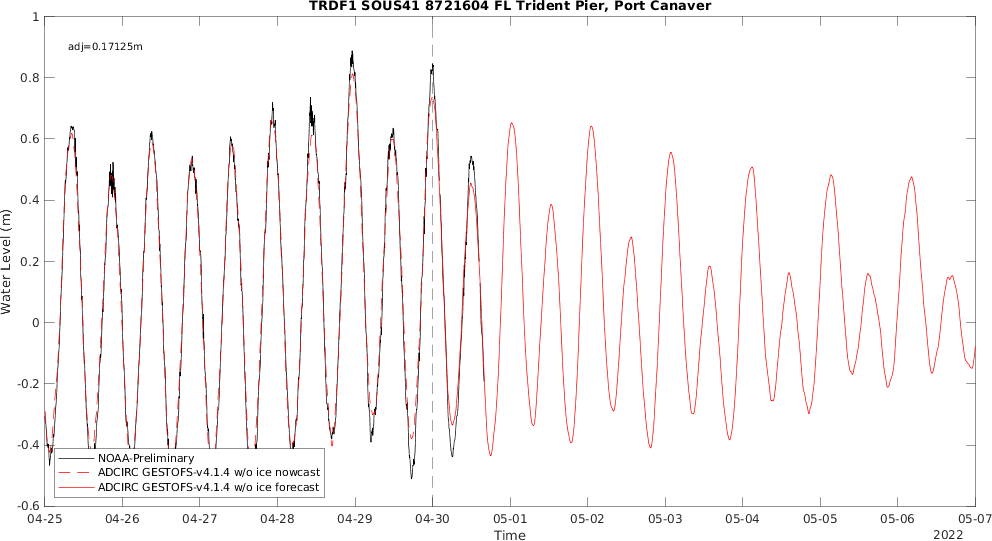 TRDF1 SOUS41 8721604 FL Trident Pier, Port Canaver
adj=0.17125m
1
0.8
0.6
0.4
0.2
0
-0.2
-0.4
-0.6
Water Level (m)
NOAA-Preliminary
ADCIRC GESTOFS-v4.1.4 w/o ice nowcast
ADCIRC GESTOFS-v4.1.4 w/o ice forecast
04-25 04-26 04-27 04-28 04-29 04-30 05-01 05-02 05-03 05-04 05-05 05-06 05-07
Time
2022